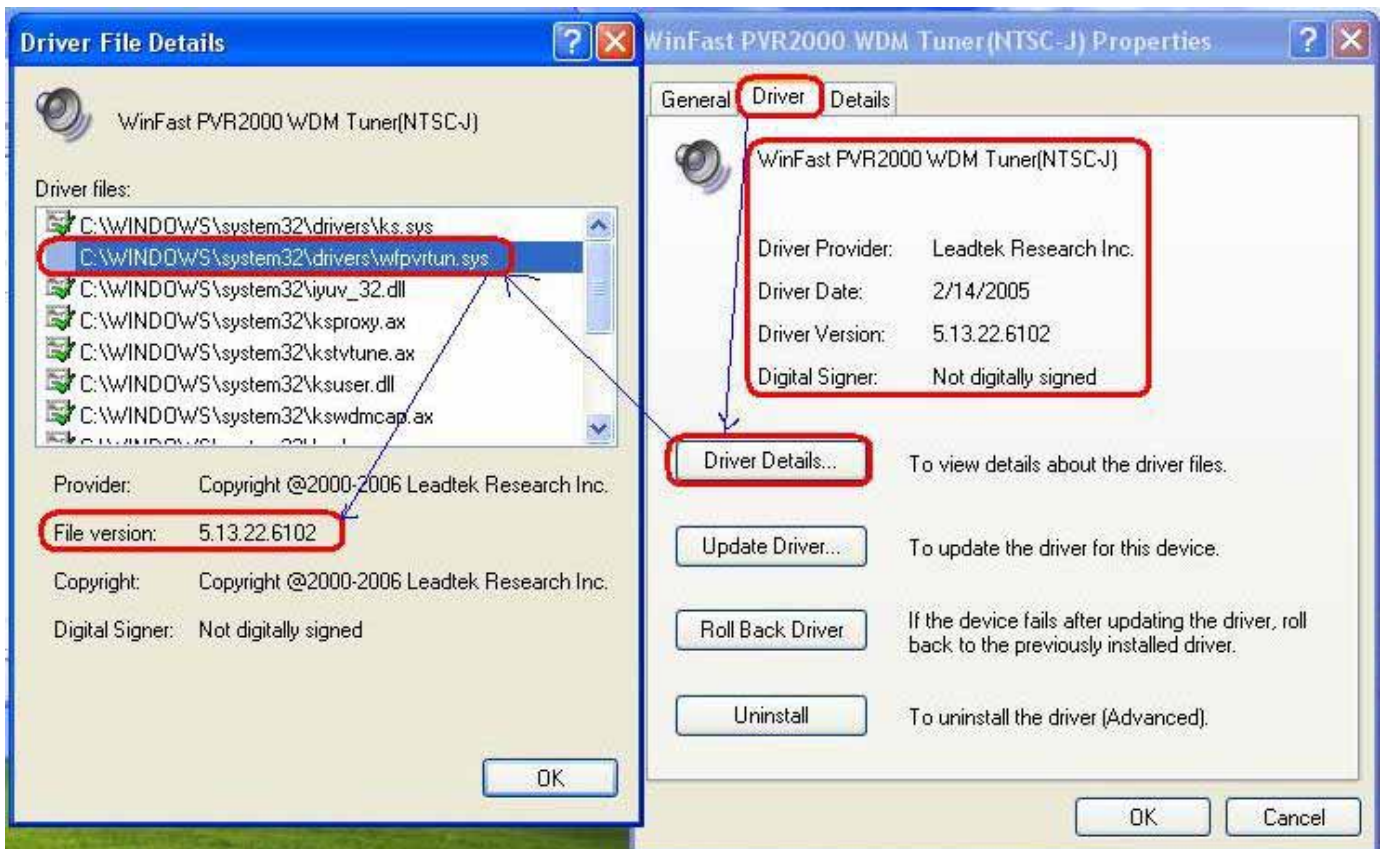 Driver File Details
WinFast PVR2000 WDM Tuner(NTSC-J)
Driver files:
C:\WINDOWS\system32\drivers\ks.sys
C:\WINDOWS\system32\drivers\wfpvrtun.sys
C:\WINDOWS\system32\iyuv_32.dll
C:\WINDOWS\system32\ksproxy.ax
C:\WINDOWS\system32\kstvtune.ax
C:\WINDOWS\system32\ksuser.dll
C:\WINDOWS\system32\kswdmcap.ax
Provider: Copyright @2000-2006 Leadtek Research Inc.
File version: 5.13.22.6102
Copyright: Copyright @2000-2006 Leadtek Research Inc.
Digital Signer: Not digitally signed
OK
WinFast PVR2000 WDM Tuner(NTSC-J) Properties
General Driver Details
WinFast PVR2000 WDM Tuner(NTSC-J)
Driver Provider: Leadtek Research Inc.
Driver Date: 2/14/2005
Driver Version: 5.13.22.6102
Digital Signer: Not digitally signed
Driver Details... To view details about the driver files.
Update Driver... To update the driver for this device.
Roll Back Driver If the device fails after updating the driver, roll
back to the previously installed driver.
Uninstall To uninstall the driver (Advanced).
OK Cancel